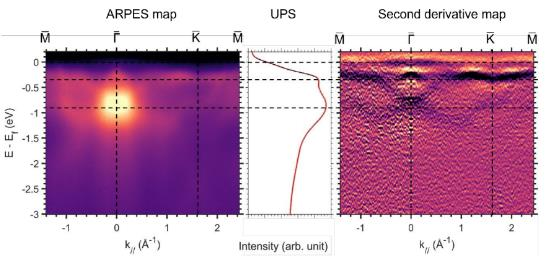 ARPES map UPS Second derivative map
M̅ Γ̅ K̅ M̅ M̅ Γ̅ K̅ M̅
0
-0.5
-1
-1.5
-2
-2.5
-3
E - Ef (eV)
-1 0 1 2 -1 0 1 2
k// (Å⁻¹) Intensity (arb. unit) k// (Å⁻¹)